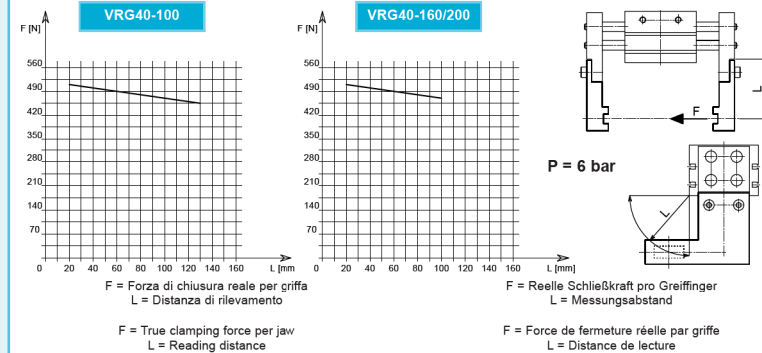 VRG40-100
VRG40-160/200
F [N]
560
490
420
350
280
210
140
70
0 20 40 60 80 100 120 140 160 L [mm
F [N]
560
490
420
350
280
210
140
70
0 20 40 60 80 100 120 140 160 L [mm]
L
F
P = 6 bar
L
F = Forza di chiusura reale per griffa
L = Distanza di rilevamento
F = Reelle Schließkraft pro Greiffinger
L = Messungsabstand
F = True clamping force per jaw
L = Reading distance
F = Force de fermeture réelle par griffe
L = Distance de lecture